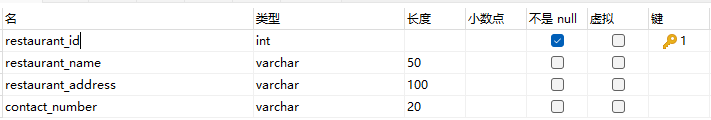 名 类型 长度 小数点 不是 null 虚拟 键
restaurant_id int 1
restaurant_name varchar 50
restaurant_address varchar 100
contact_number varchar 20